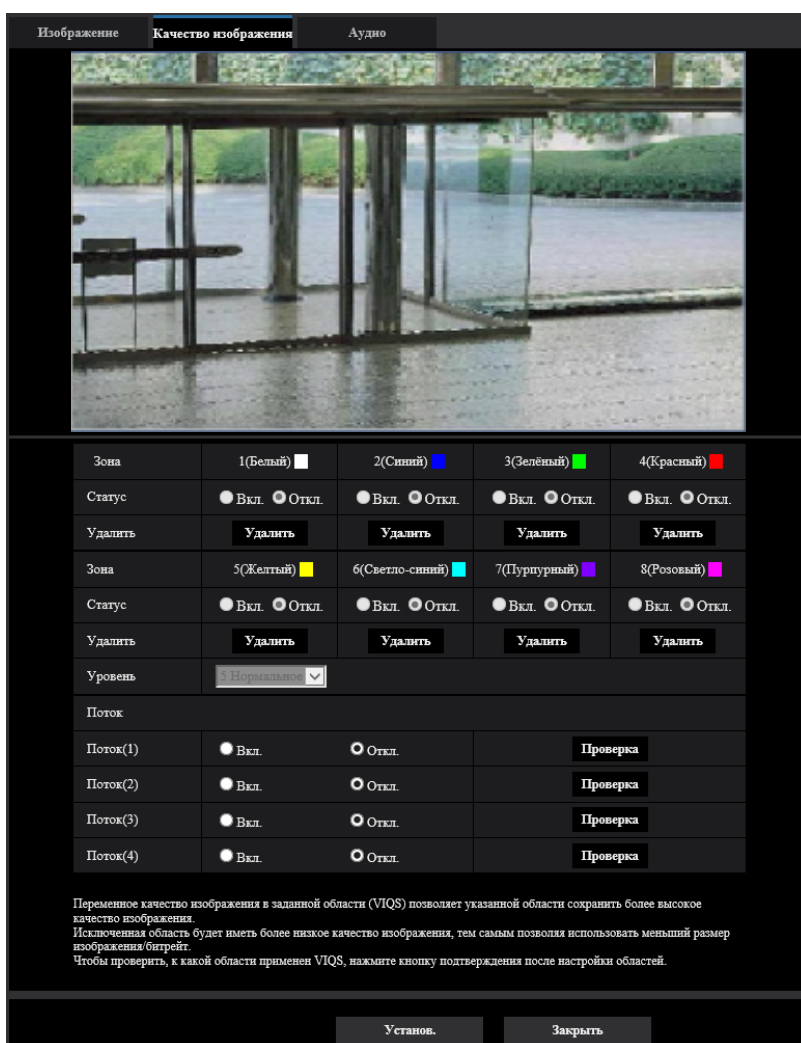 Изображение Качество изображения Аудио
Зона 1(Белый) 2(Синий) 3(Зелёный) 4(Красный)
Статус Вкл. Откл. Вкл. Откл. Вкл. Откл. Вкл. Откл.
Удалить Удалить Удалить Удалить Удалить
Зона 5(Желтый) 6(Светло-синий) 7(Пурпурный) 8(Розовый)
Статус Вкл. Откл. Вкл. Откл. Вкл. Откл. Вкл. Откл.
Удалить Удалить Удалить Удалить Удалить
Уровень 5 Нормальное
Поток
Поток(1) Вкл. Откл. Проверка
Поток(2) Вкл. Откл. Проверка
Поток(3) Вкл. Откл. Проверка
Поток(4) Вкл. Откл. Проверка
Переменное качество изображения в заданной области (VIQS) позволяет указанной области сохранить более высокое
качество изображения.
Исключенная область будет иметь более низкое качество изображения, тем самым позволяя использовать меньший размер
изображения/битрейт.
Чтобы проверить, к какой области применен VIQS, нажмите кнопку подтверждения после настройки областей.
Установ. Закрыть